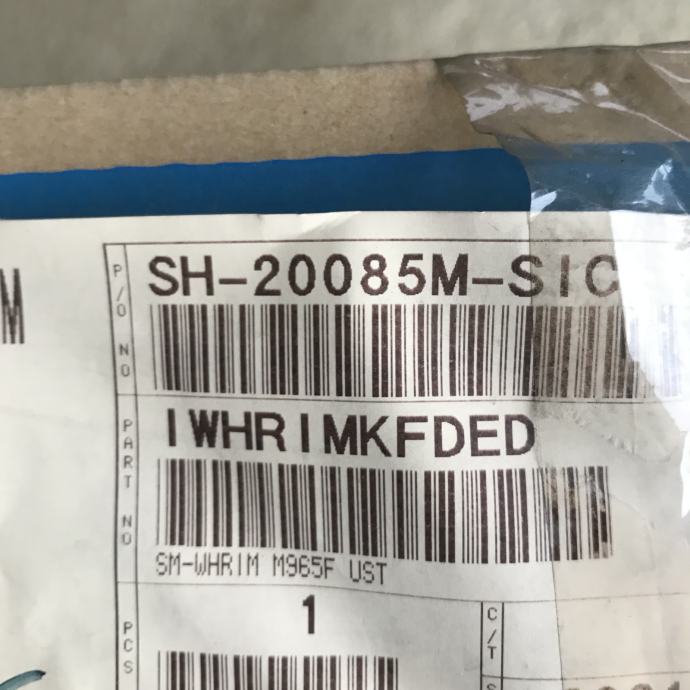 M
P/O NO
SH-20085M-SIC
PART NO
IWHRIMKFDED
SM-WHRIM M965F UST
PCS
1
C/T